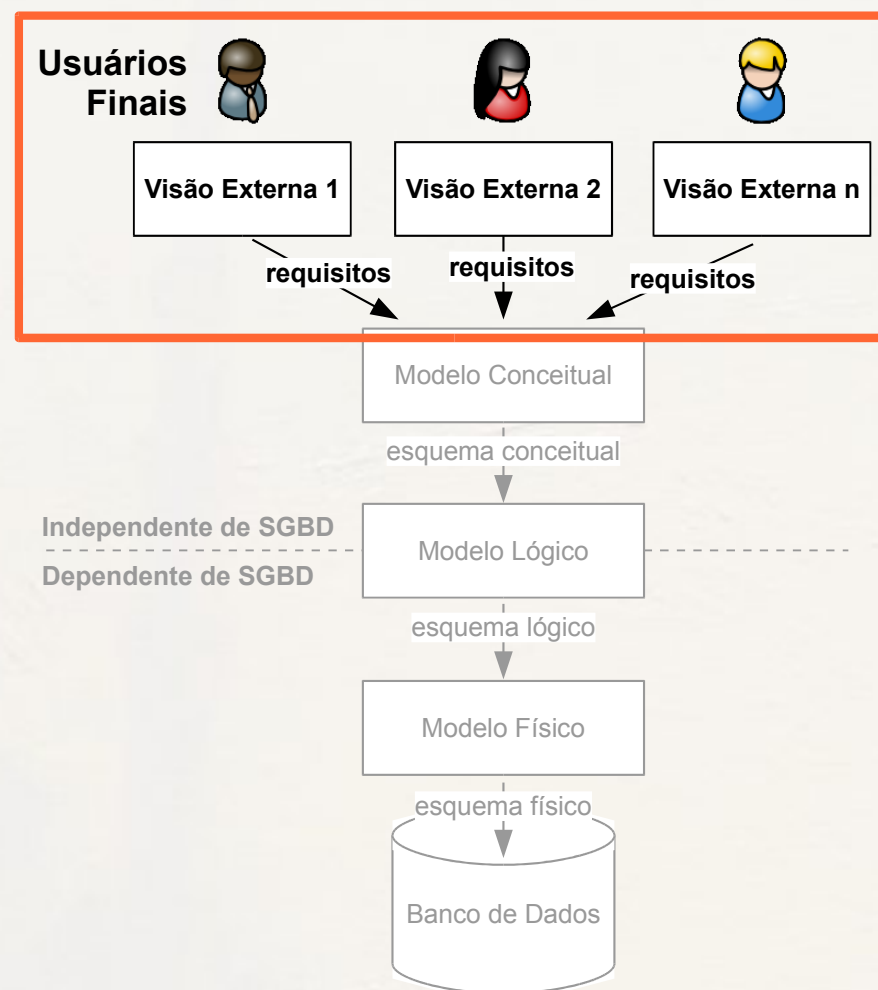 Usuários
Finais
Visão Externa 1
Visão Externa 2
Visão Externa n
requisitos
requisitos
requisitos
Modelo Conceitual
esquema conceitual
Independente de SGBD
Modelo Lógico
Dependente de SGBD
esquema lógico
Modelo Físico
esquema físico
Banco de Dados